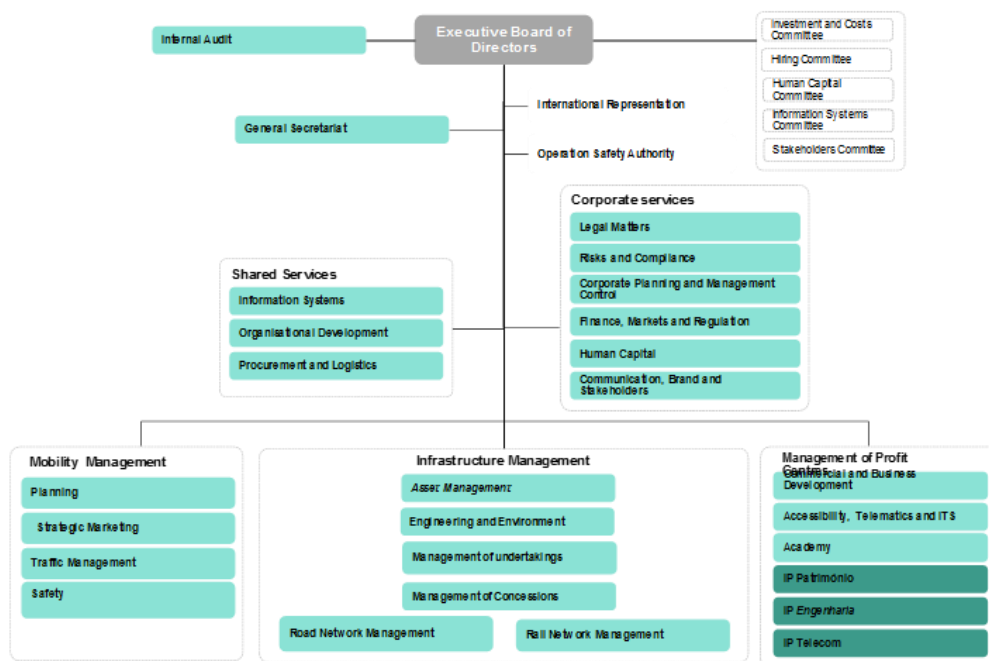 Executive Board of
Directors
Internal Audit
Investment and Costs
Committee
Hiring Committee
Human Capital
Committee
Information Systems
Committee
Stakeholders Committee
International Representation
General Secretariat
Operation Safety Authority
Corporate services
Legal Matters
Risks and Compliance
Corporate Planning and Management
Control
Finance, Markets and Regulation
Human Capital
Communication, Brand and
Stakeholders
Shared Services
Information Systems
Organisational Development
Procurement and Logistics
Mobility Management
Planning
Strategic Marketing
Traffic Management
Safety
Infrastructure Management
Asset Management
Engineering and Environment
Management of undertakings
Management of Concessions
Road Network Management
Rail Network Management
Management of Profit
Centres
Commercial and Business
Development
Accessibility, Telematics and ITS
Academy
IP Património
IP Engenharia
IP Telecom